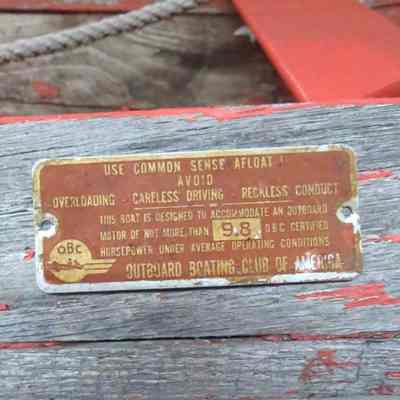 USE COMMON SENSE AFLOAT!
AVOID
OVERLOADING - CARELESS DRIVING - RECKLESS CONDUCT
THIS BOAT IS DESIGNED TO ACCOMMODATE AN OUTBOARD
MOTOR OF NOT MORE THAN 9.8 O B C CERTIFIED
HORSEPOWER UNDER AVERAGE OPERATING CONDITIONS
OBC
OUTBOARD BOATING CLUB OF AMERICA